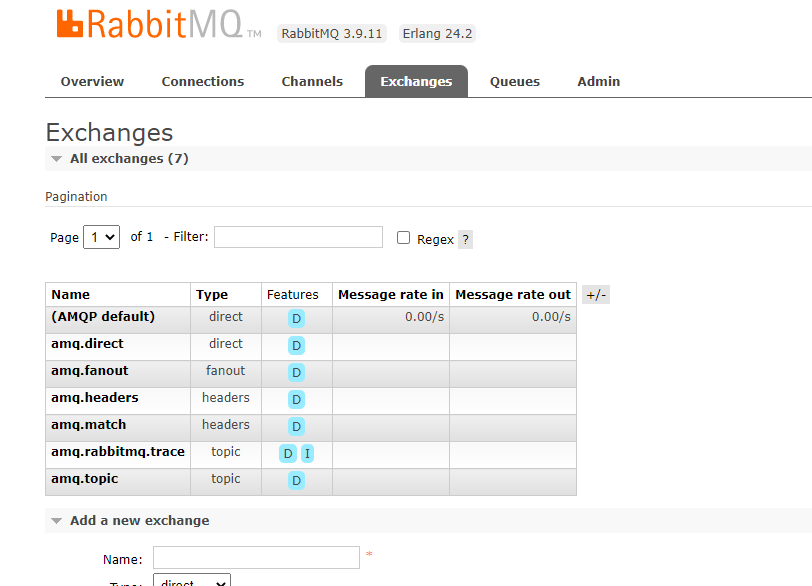 RabbitMQ TM RabbitMQ 3.9.11 Erlang 24.2
Overview Connections Channels Exchanges Queues Admin
Exchanges
All exchanges (7)
Pagination
Page 1 of 1 - Filter: Regex ?
Name Type Features Message rate in Message rate out +/-
(AMQP default) direct D 0.00/s 0.00/s
amq.direct direct D
amq.fanout fanout D
amq.headers headers D
amq.match headers D
amq.rabbitmq.trace topic D I
amq.topic topic D
Add a new exchange
Name: *
Type: direct